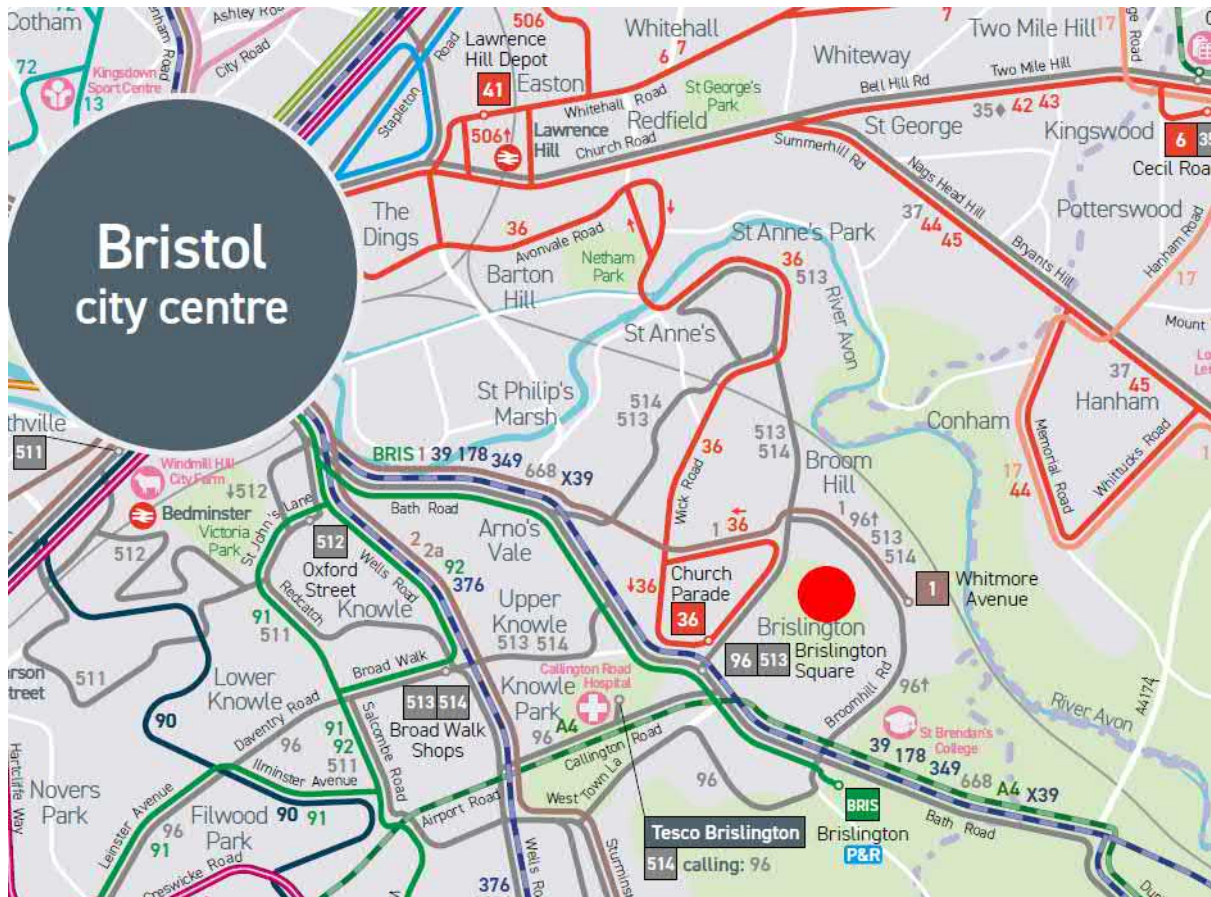 Cotham
72
Ashley Road
City Road
72
Kingsdown
Sport Centre
13
Road
Stapleton
506
Lawrence
Hill Depot
41
Easton
506↑
Lawrence
Hill
Whitehall
6 7
7
Whitehall Road
Redfield
Church Road
St George's
Park
Whiteway
Bell Hill Rd
Two Mile Hill
17
Two Mile Hill
St George
35♦ 42 43
Kingswood
6
Summerhill Rd
Nags Head Hill
37
44
45
Bryants Hill
Potterswood
Hanham Road
17
Mount
Bristol
city centre
The
Dings
36
Avonvale Road
Barton
Hill
Netham
Park
St Anne's Park
36
513
River Avon
St Anne's
St Philip's
Marsh
514
513
36
Wick Road
513
514
Broom
Hill
Conham
37
45
Hanham
17
44
Memorial Road
Whittucks Road
511
Windmill Hill
City Farm
Bedminster
Victoria
Park
↓512
St John's Lane
512
512
Oxford
Street
BRIS 1 39 178 349 668 X39
Bath Road
Arno's
Vale
Wells Road
2
2a
92
376
Redcatch
Knowle
Upper
Knowle
513 514
1 36
↓36
Church
Parade
36
1
96↑
513
514
1
Whitmore
Avenue
Brislington
96 513
Brislington
Square
91
511
511
Lower
Knowle
Broad Walk
513 514
Broad Walk
Shops
Callington Road
Hospital
Knowle
Park
A4
96
Callington Road
Broomhill Rd
96↑
St Brendan's
College
River Avon
A4174
90
Daventry Road
96
91
92
511
Salcombe Road
Ilminster Avenue
Airport Road
West Town La
96
39
178
349
668 A4 X39
Bath Road
BRIS
Brislington
P&R
Hartcliffe Way
Novers
Park
Leinster Avenue
96
91
Filwood
Park
90 91
Creswicke Road
376
Wells Ro
Sturminst
Tesco Brislington
514 calling: 96